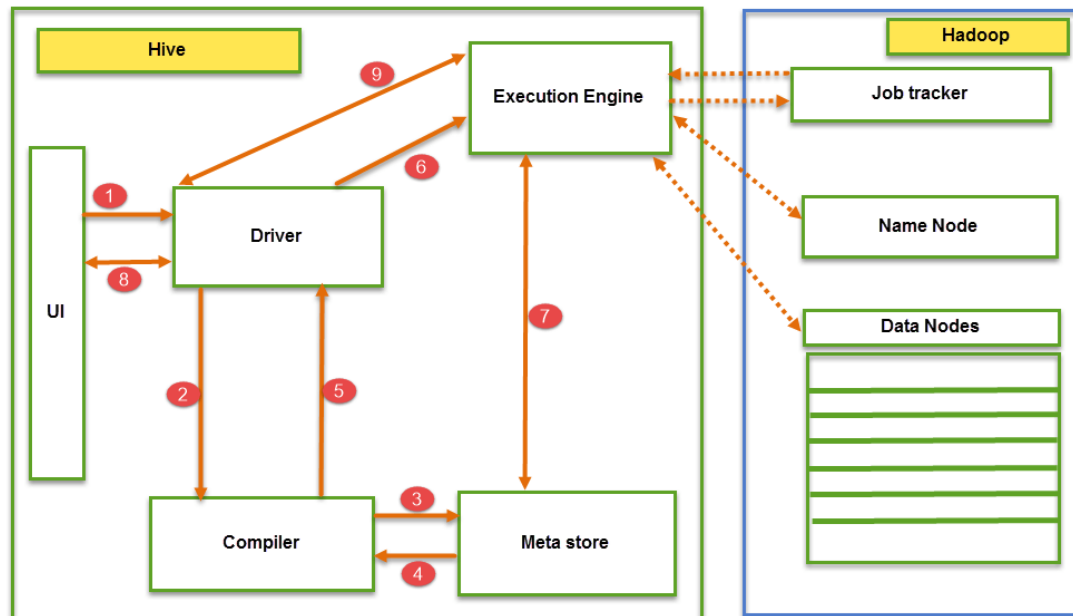 Hive
Hadoop
9
Execution Engine
Job tracker
6
1
Driver
Name Node
8
UI
7
Data Nodes
2
5
3
Compiler
Meta store
4